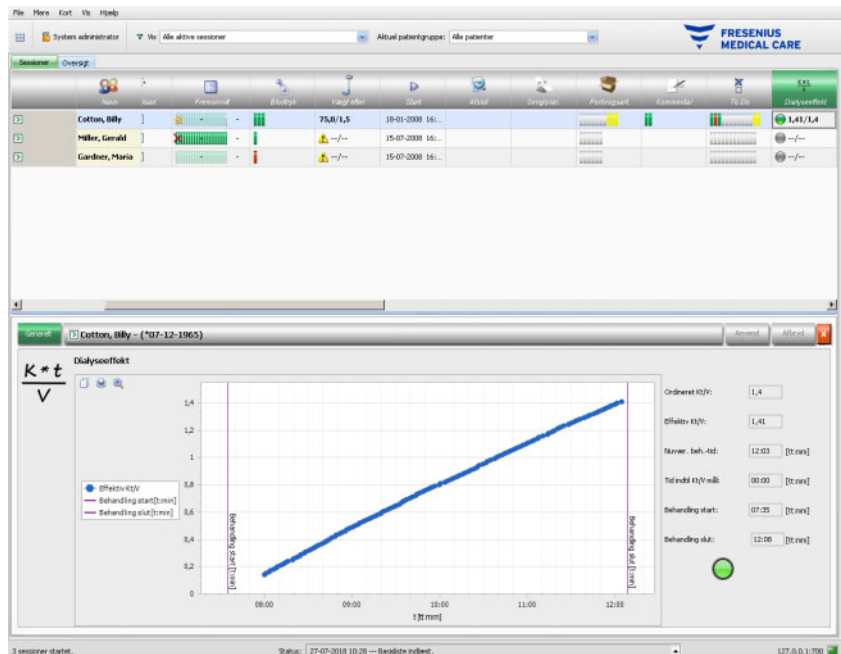 File Mere Kort Vis Hjælp
System administrator Vis Alle aktive sessioner Aktuel patientgruppe: Alle patienter
FRESENIUS
MEDICAL CARE
Sessioner Oversigt
Navn Fremskridt Blodtryk Vægt efter Start Afslut Kommentar To Do Dialyseeffekt
Cotton, Billy 75,0/1,5 18-01-2008 16:... 1,41/1,4
Miller, Gerald --/-- 15-07-2008 16:... --/--
Gardner, Maria --/-- 15-07-2008 16:... --/--
Generelt Cotton, Billy - (*07-12-1965) Anvend Afbryd
K * t
V
Dialyseeffekt
1,4
1,2
1
0,8
0,6
0,4
0,2
0
Effektiv Kt/V
Behandling start[t:min]
Behandling slut[t:min]
Behandling start [t:min]
Behandling slut [t:min]
08:00 09:00 10:00 11:00 12:00
t [tt:mm]
Ordineret Kt/V: 1,4
Effektiv Kt/V: 1,41
Nuvær. beh.-tid: 12:03 [tt:mm]
Tid indtil Kt/V mål: 00:00 [tt:mm]
Behandling start: 07:35 [tt:mm]
Behandling slut: 12:08 [tt:mm]
3 sessioner startet. Status: 27-07-2018 10:28 --- Basisliste indlæst. 127.0.0.1:700